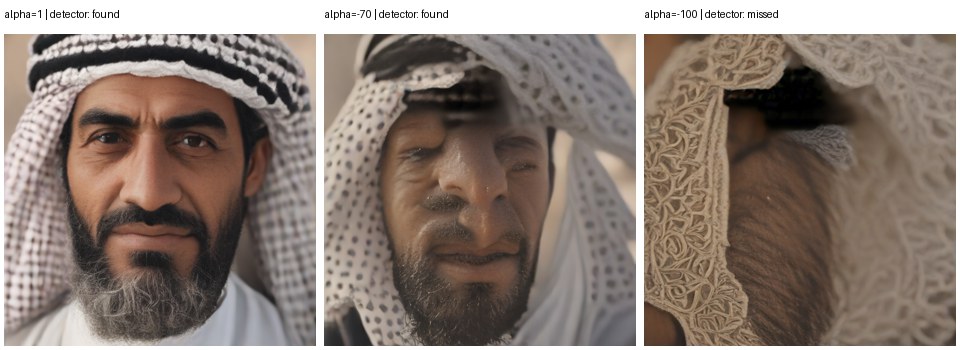 alpha=1 | detector: found
alpha=-70 | detector: found
alpha=-100 | detector: missed